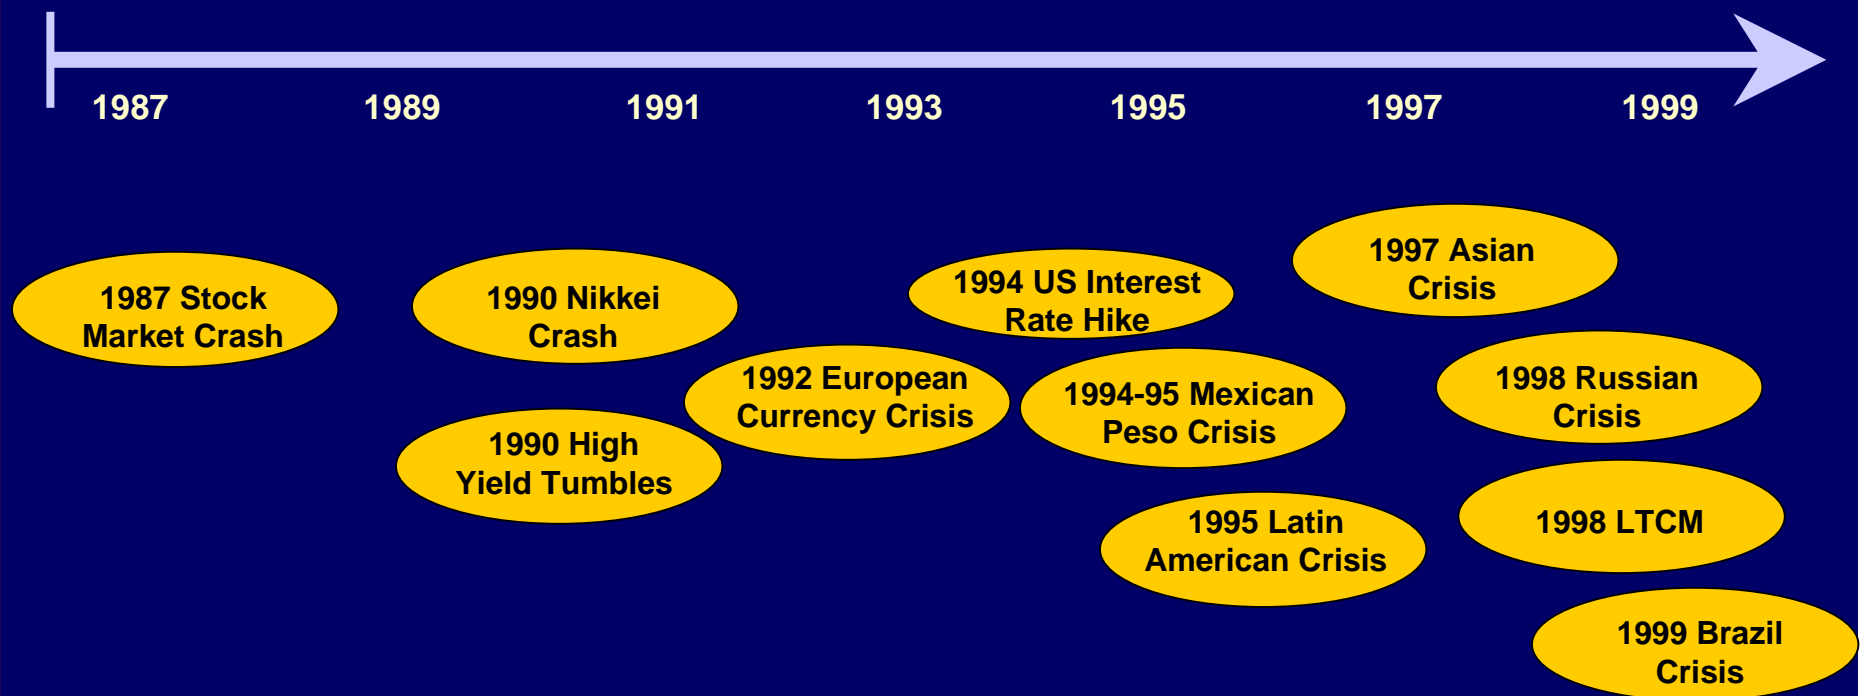 1987 1989 1991 1993 1995 1997 1999
1987 Stock
Market Crash
1990 Nikkei
Crash
1990 High
Yield Tumbles
1992 European
Currency Crisis
1994 US Interest
Rate Hike
1994-95 Mexican
Peso Crisis
1995 Latin
American Crisis
1997 Asian
Crisis
1998 Russian
Crisis
1998 LTCM
1999 Brazil
Crisis